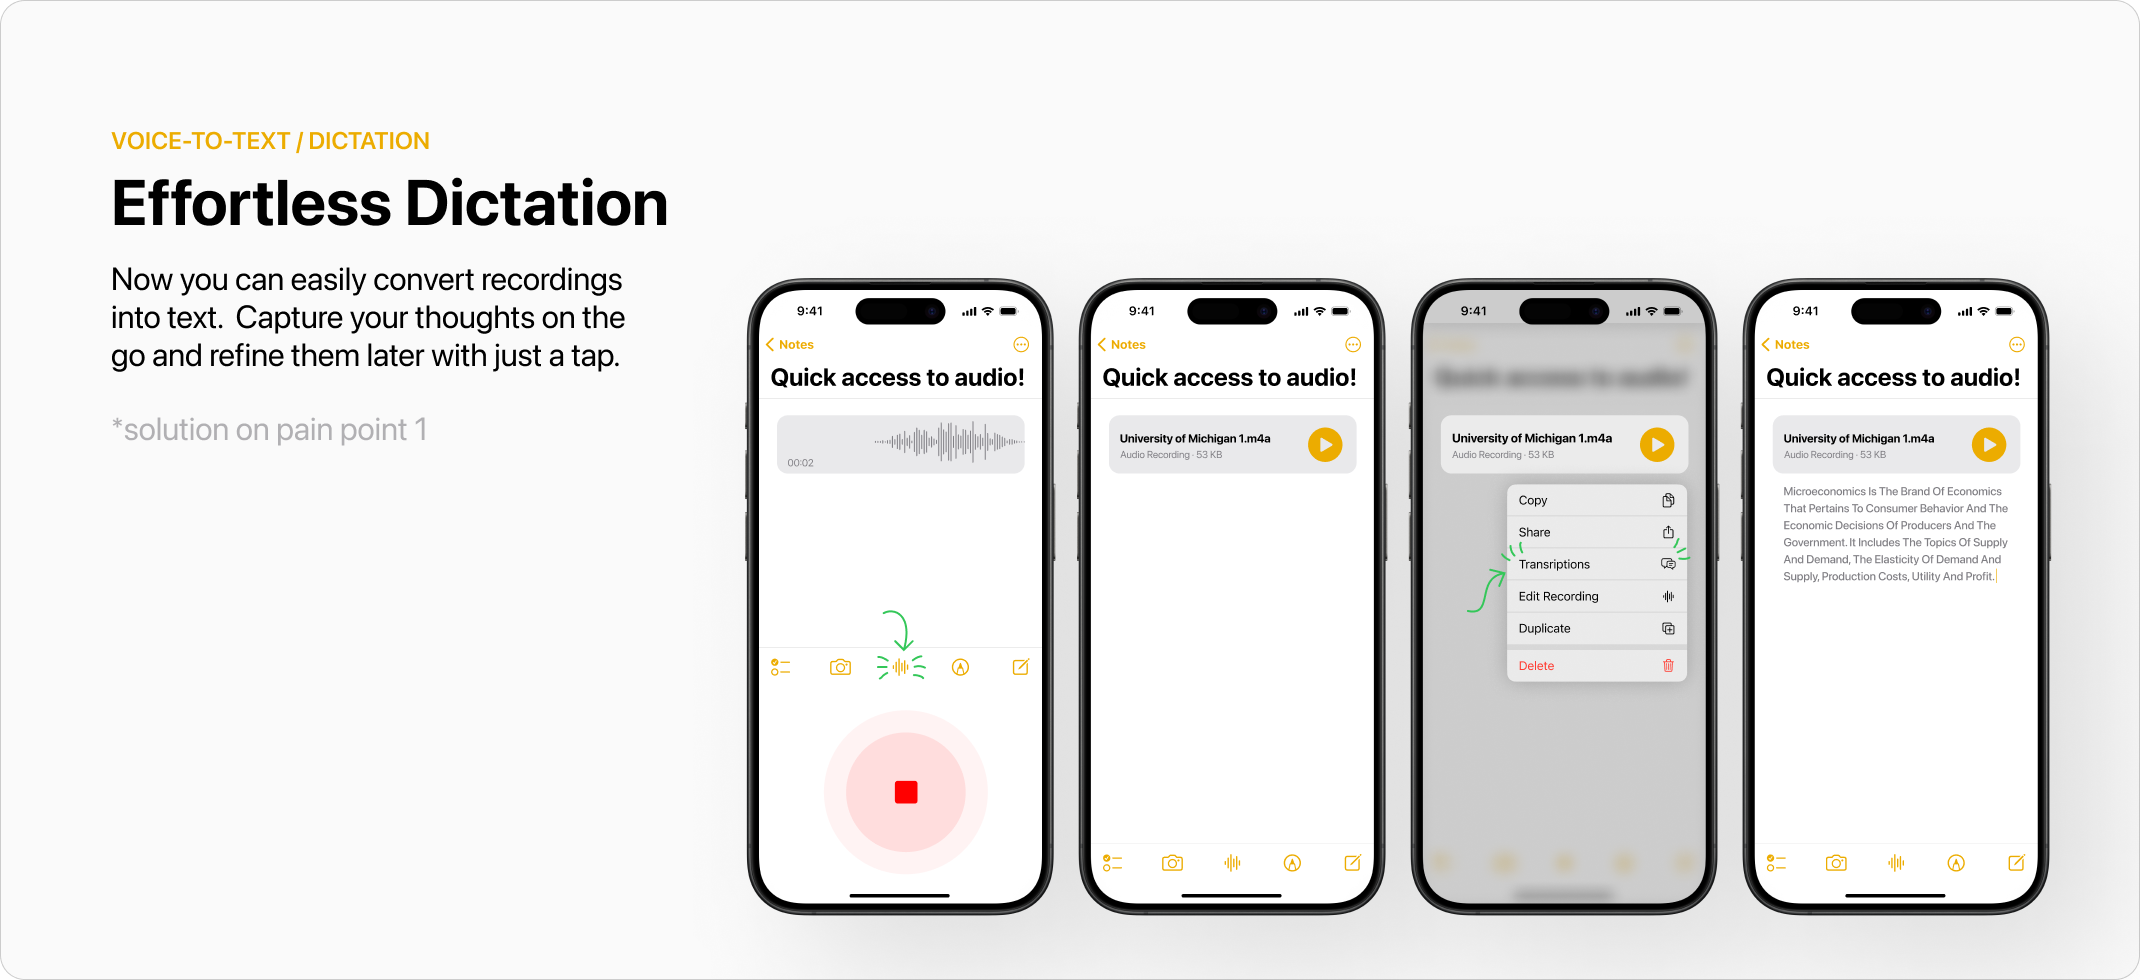 VOICE-TO-TEXT / DICTATION
Effortless Dictation
Now you can easily convert recordings
into text.  Capture your thoughts on the
go and refine them later with just a tap.
*solution on pain point 1
9:41
Notes
Quick access to audio!
00:02
9:41
Notes
Quick access to audio!
University of Michigan 1.m4a
Audio Recording · 53 KB
9:41
University of Michigan 1.m4a
Audio Recording · 53 KB
Copy
Share
Transriptions
Edit Recording
Duplicate
Delete
9:41
Notes
Quick access to audio!
University of Michigan 1.m4a
Audio Recording · 53 KB
Microeconomics Is The Brand Of Economics
That Pertains To Consumer Behavior And The
Economic Decisions Of Producers And The
Government. It Includes The Topics Of Supply
And Demand, The Elasticity Of Demand And
Supply, Production Costs, Utility And Profit.